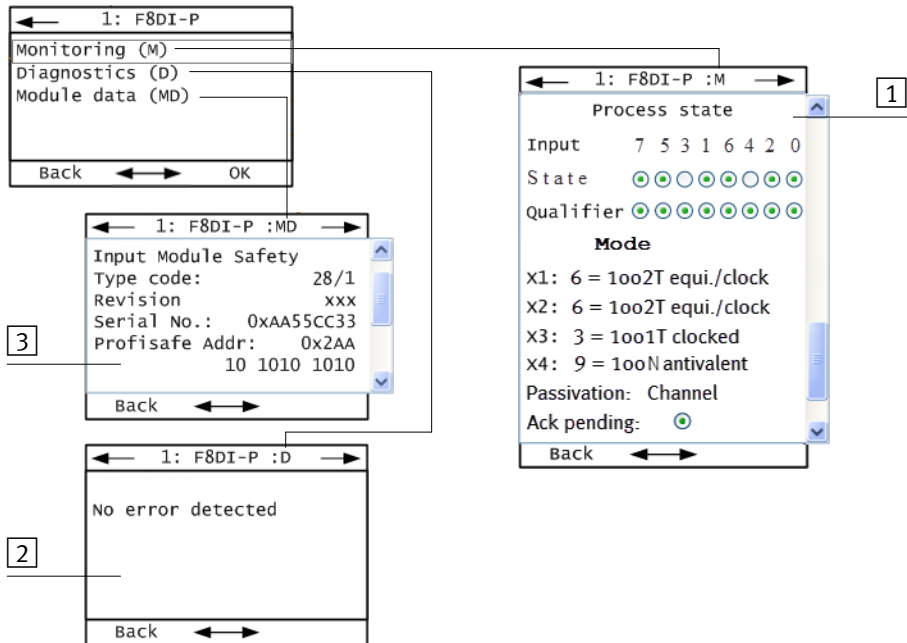 1: F8DI-P
Monitoring (M)
Diagnostics (D)
Module data (MD)
Back OK
1: F8DI-P :M
1
Process state
Input 7 5 3 1 6 4 2 0
State
Qualifier
Mode
X1: 6 = 1oo2T equi./clock
X2: 6 = 1oo2T equi./clock
X3: 3 = 1oo1T clocked
X4: 9 = 1ooN antivalent
Passivation: Channel
Ack pending:
Back
1: F8DI-P :MD
Input Module Safety
Type code: 28/1
Revision xxx
Serial No.: 0xAA55CC33
Profisafe Addr: 0x2AA
10 1010 1010
Back
3
1: F8DI-P :D
No error detected
Back
2